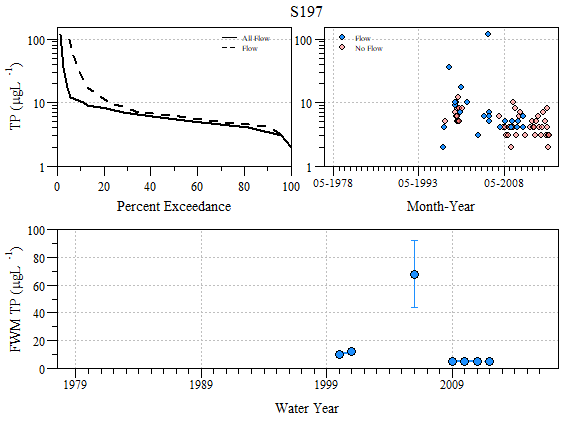 S197
TP (µgL -1)
100
10
1
All Flow
Flow
0 20 40 60 80 100
Percent Exceedance
100
10
1
Flow
No Flow
05-1978 05-1993 05-2008
Month-Year
FWM TP (µgL -1)
100
80
60
40
20
0
1979 1989 1999 2009
Water Year